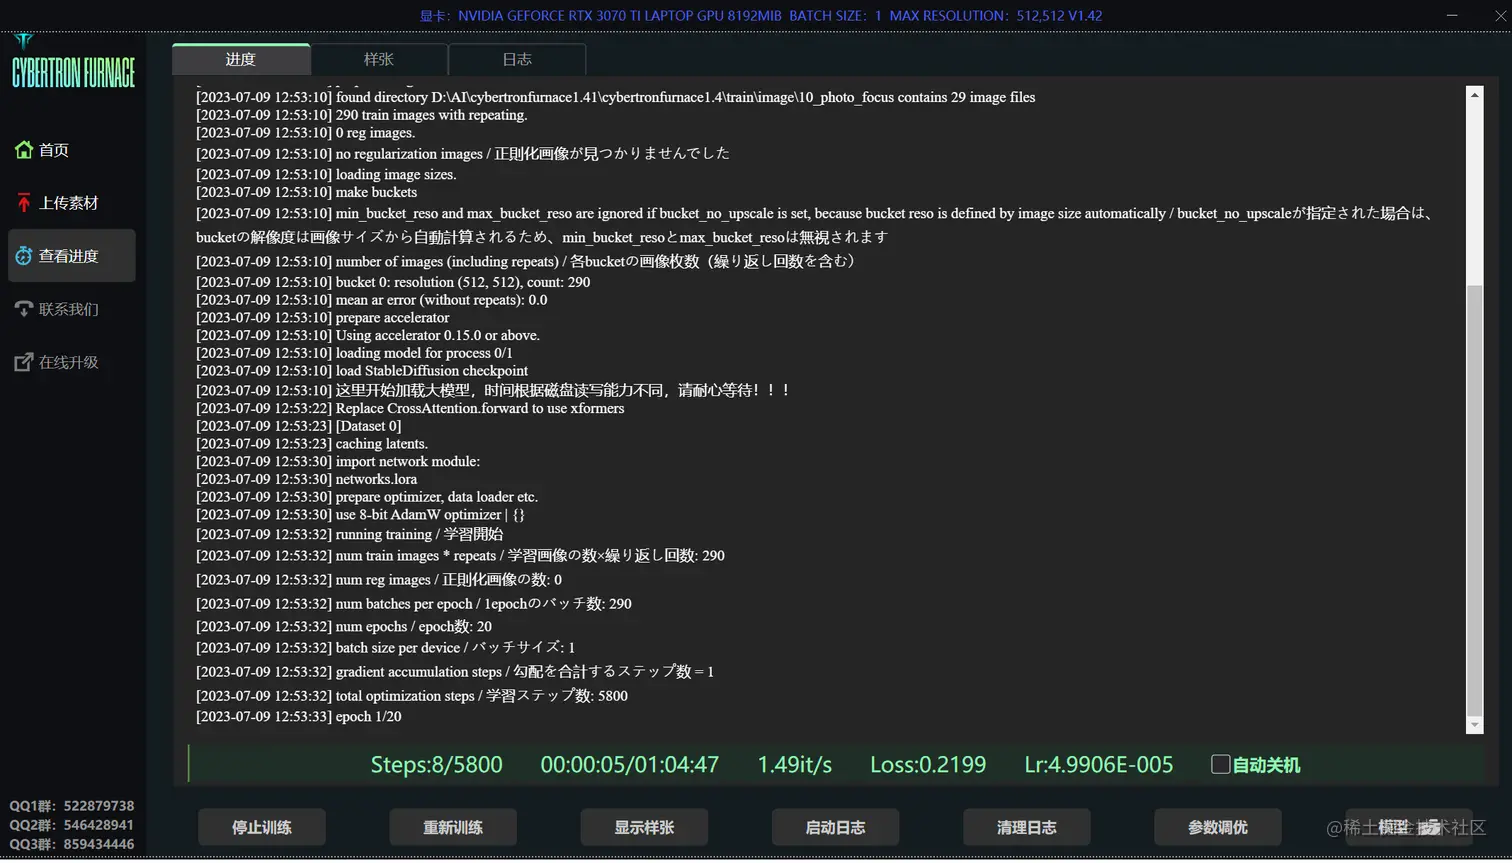 显卡：NVIDIA GEFORCE RTX 3070 TI LAPTOP GPU 8192MIB BATCH SIZE：1 MAX RESOLUTION：512,512 V1.42
CYBERTRON FURNACE
首页
上传素材
查看进度
联系我们
在线升级
进度 样张 日志
[2023-07-09 12:53:10] found directory D:\AI\cybertronfurnace1.41\cybertronfurnace1.4\train\image\10_photo_focus contains 29 image files
[2023-07-09 12:53:10] 290 train images with repeating.
[2023-07-09 12:53:10] 0 reg images.
[2023-07-09 12:53:10] no regularization images / 正則化画像が見つかりませんでした
[2023-07-09 12:53:10] loading image sizes.
[2023-07-09 12:53:10] make buckets
[2023-07-09 12:53:10] min_bucket_reso and max_bucket_reso are ignored if bucket_no_upscale is set, because bucket reso is defined by image size automatically / bucket_no_upscaleが指定された場合は、
bucketの解像度は画像サイズから自動計算されるため、min_bucket_resoとmax_bucket_resoは無視されます
[2023-07-09 12:53:10] number of images (including repeats) / 各bucketの画像枚数（繰り返し回数を含む）
[2023-07-09 12:53:10] bucket 0: resolution (512, 512), count: 290
[2023-07-09 12:53:10] mean ar error (without repeats): 0.0
[2023-07-09 12:53:10] prepare accelerator
[2023-07-09 12:53:10] Using accelerator 0.15.0 or above.
[2023-07-09 12:53:10] loading model for process 0/1
[2023-07-09 12:53:10] load StableDiffusion checkpoint
[2023-07-09 12:53:10] 这里开始加载大模型，时间根据磁盘读写能力不同，请耐心等待！！！
[2023-07-09 12:53:22] Replace CrossAttention.forward to use xformers
[2023-07-09 12:53:23] [Dataset 0]
[2023-07-09 12:53:23] caching latents.
[2023-07-09 12:53:30] import network module:
[2023-07-09 12:53:30] networks.lora
[2023-07-09 12:53:30] prepare optimizer, data loader etc.
[2023-07-09 12:53:30] use 8-bit AdamW optimizer | {}
[2023-07-09 12:53:32] running training / 学習開始
[2023-07-09 12:53:32] num train images * repeats / 学習画像の数×繰り返し回数: 290
[2023-07-09 12:53:32] num reg images / 正則化画像の数: 0
[2023-07-09 12:53:32] num batches per epoch / 1epochのバッチ数: 290
[2023-07-09 12:53:32] num epochs / epoch数: 20
[2023-07-09 12:53:32] batch size per device / バッチサイズ: 1
[2023-07-09 12:53:32] gradient accumulation steps / 勾配を合計するステップ数 = 1
[2023-07-09 12:53:32] total optimization steps / 学習ステップ数: 5800
[2023-07-09 12:53:33] epoch 1/20
Steps:8/5800 00:00:05/01:04:47 1.49it/s Loss:0.2199 Lr:4.9906E-005 自动关机
停止训练 重新训练 显示样张 启动日志 清理日志 参数调优 模型
@稀土掘金技术社区
QQ1群：522879738
QQ2群：546428941
QQ3群：859434446